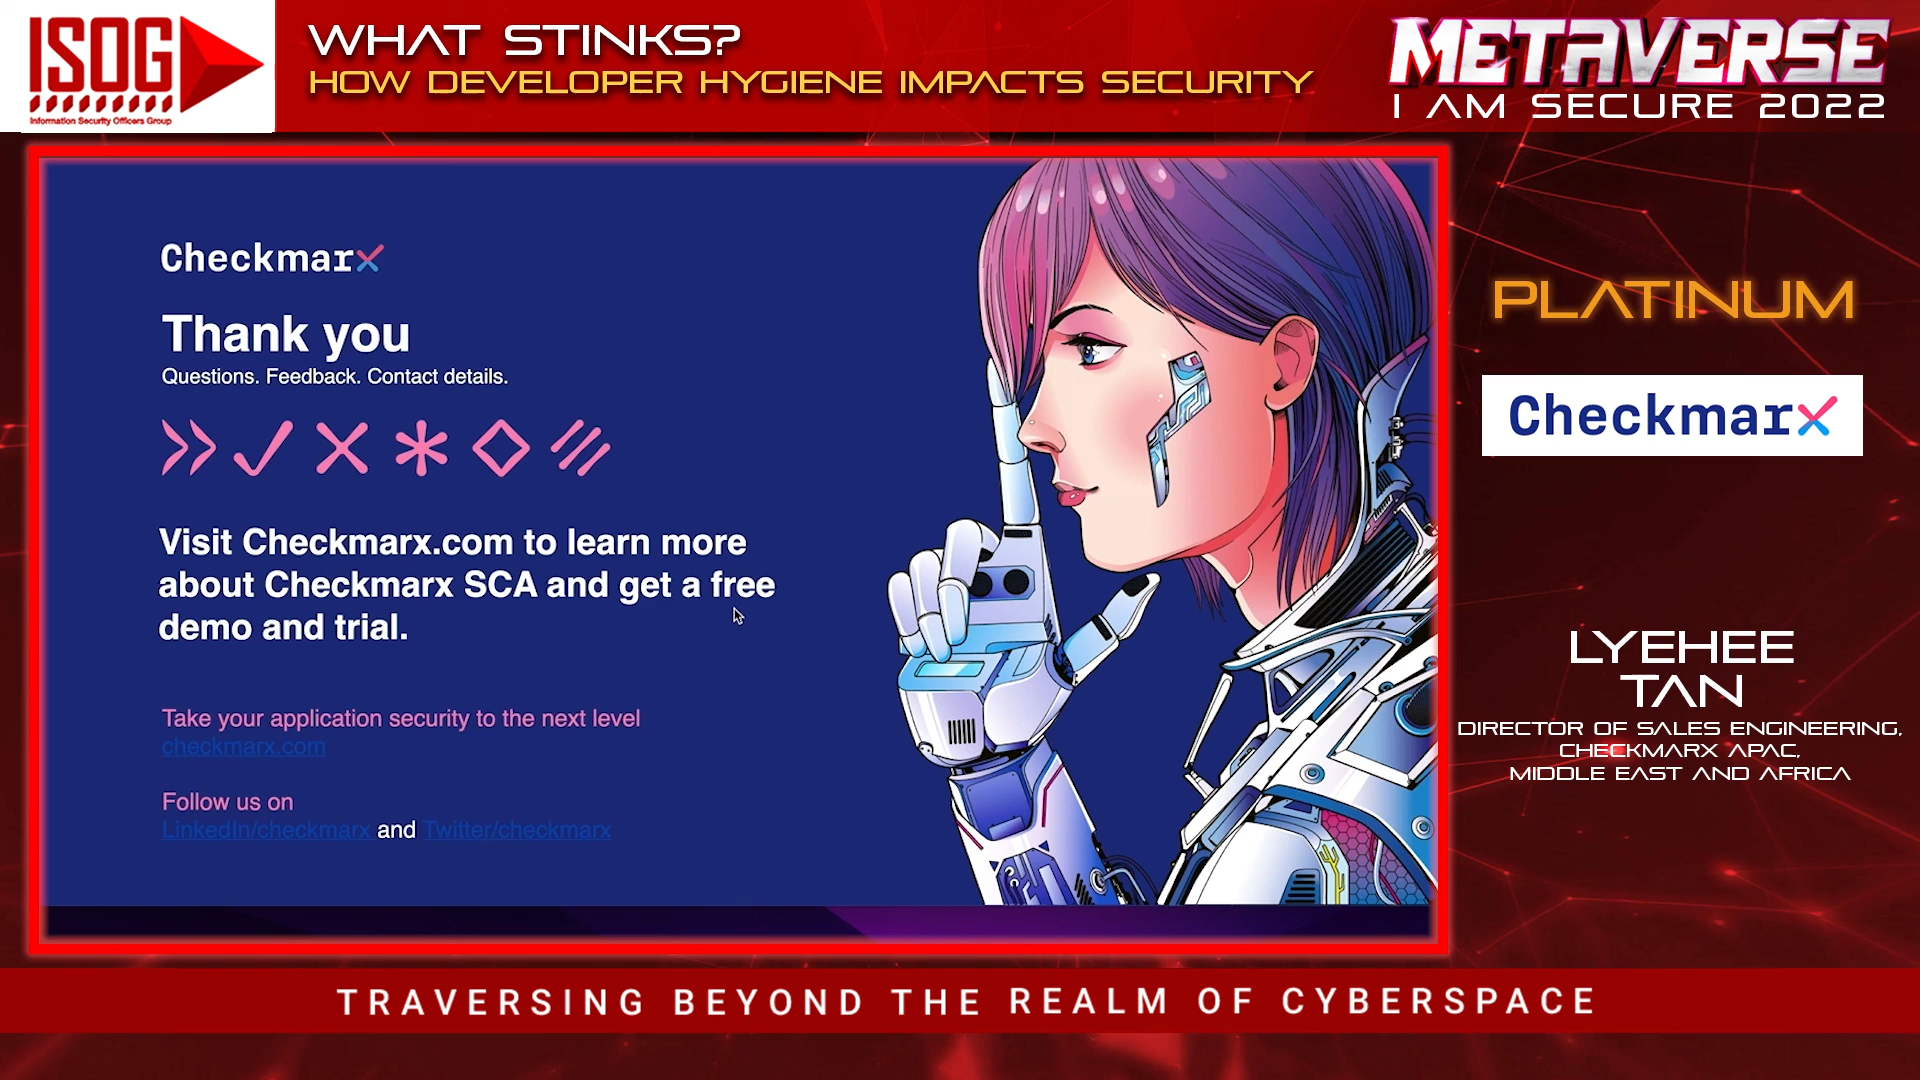 ISOG
Information Security Officers Group
WHAT STINKS?
HOW DEVELOPER HYGIENE IMPACTS SECURITY
METAVERSE
I AM SECURE 2022
Checkmarx
Thank you
Questions. Feedback. Contact details.
Visit Checkmarx.com to learn more
about Checkmarx SCA and get a free
demo and trial.
Take your application security to the next level
checkmarx.com
Follow us on
LinkedIn/checkmarx and Twitter/checkmarx
PLATINUM
Checkmarx
LYEHEE
TAN
DIRECTOR OF SALES ENGINEERING,
CHECKMARX APAC,
MIDDLE EAST AND AFRICA
TRAVERSING BEYOND THE REALM OF CYBERSPACE